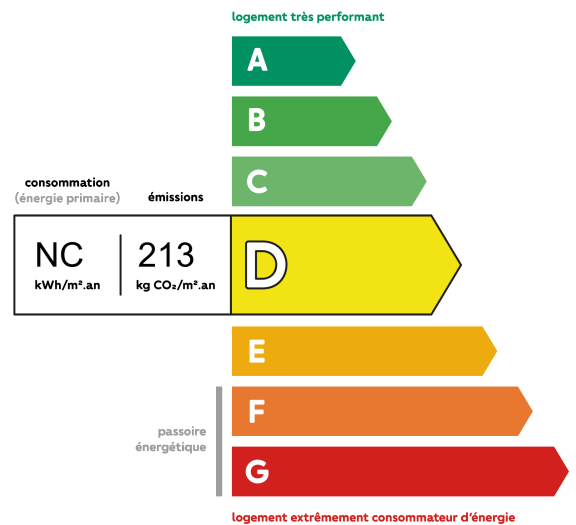 logement très performant
A
B
C
consommation
(énergie primaire)
émissions
NC
213
kWh/m².an
kg CO₂/m².an
D
E
F
passoire
énergétique
G
logement extrêmement consommateur d'énergie